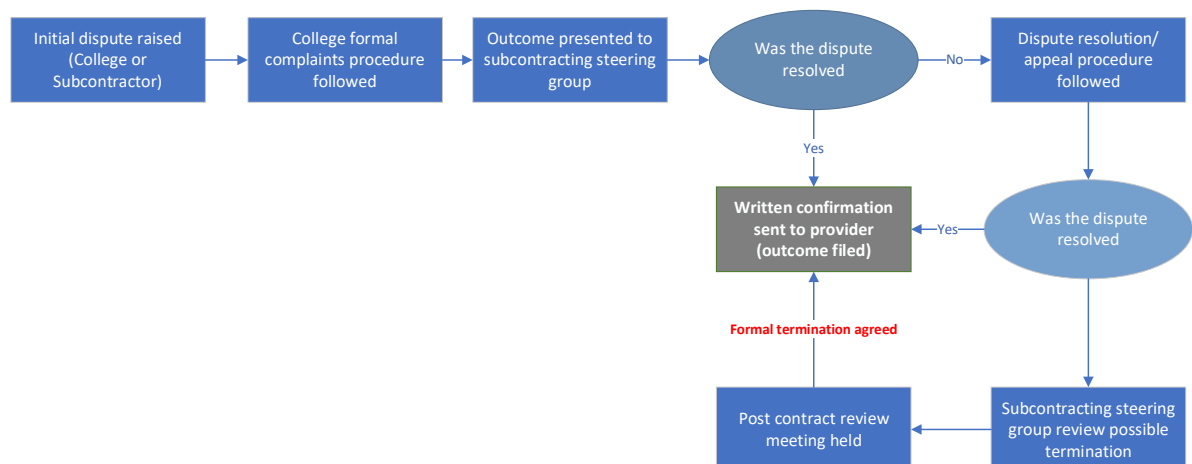 Initial dispute raised
(College or
Subcontractor)
College formal
complaints procedure
followed
Outcome presented to
subcontracting steering
group
Was the dispute
resolved
No
Dispute resolution/
appeal procedure
followed
Yes
Written confirmation
sent to provider
(outcome filed)
Yes
Was the dispute
resolved
Formal termination agreed
Post contract review
meeting held
Subcontracting steering
group review possible
termination